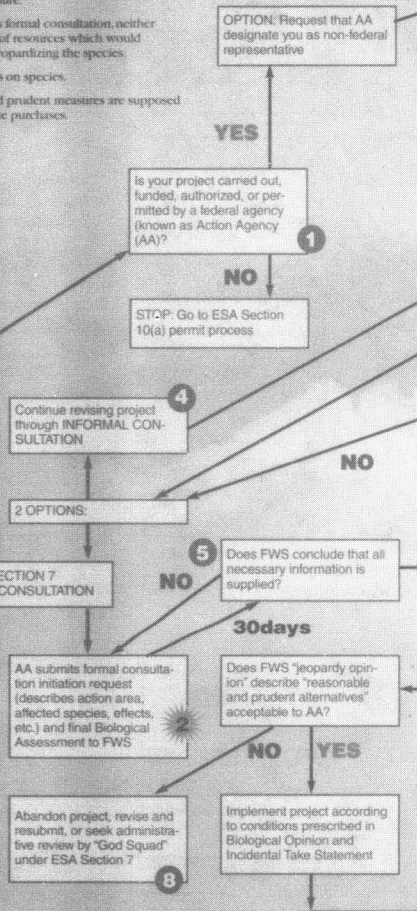 s formal consultation, neither
of resources which would
opardizing the species.
s on species.
d prudent measures are supposed
e purchases.
OPTION: Request that AA
designate you as non-federal
representative
YES
Is your project carried out,
funded, authorized, or per-
mitted by a federal agency
(known as Action Agency
(AA)?
1
NO
STOP: Go to ESA Section
10(a) permit process
4
Continue revising project
through INFORMAL CON-
SULTATION
NO
2 OPTIONS:
ECTION 7
CONSULTATION
5
Does FWS conclude that all
necessary information is
supplied?
NO
30days
AA submits formal consulta-
tion initiation request
(describes action area,
affected species, effects,
etc.) and final Biological
Assessment to FWS
2
Does FWS "jeopardy opin-
ion" describe "reasonable
and prudent alternatives"
acceptable to AA?
NO
YES
Abandon project, revise and
resubmit, or seek administra-
tive review by "God Squad"
under ESA Section 7
8
Implement project according
to conditions prescribed in
Biological Opinion and
Incidental Take Statement